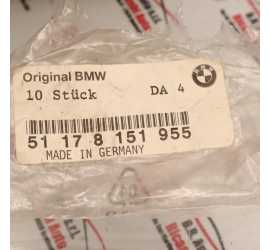 Original BMW
10 Stück DA 4
51 17 8 151 955
MADE IN GERMANY